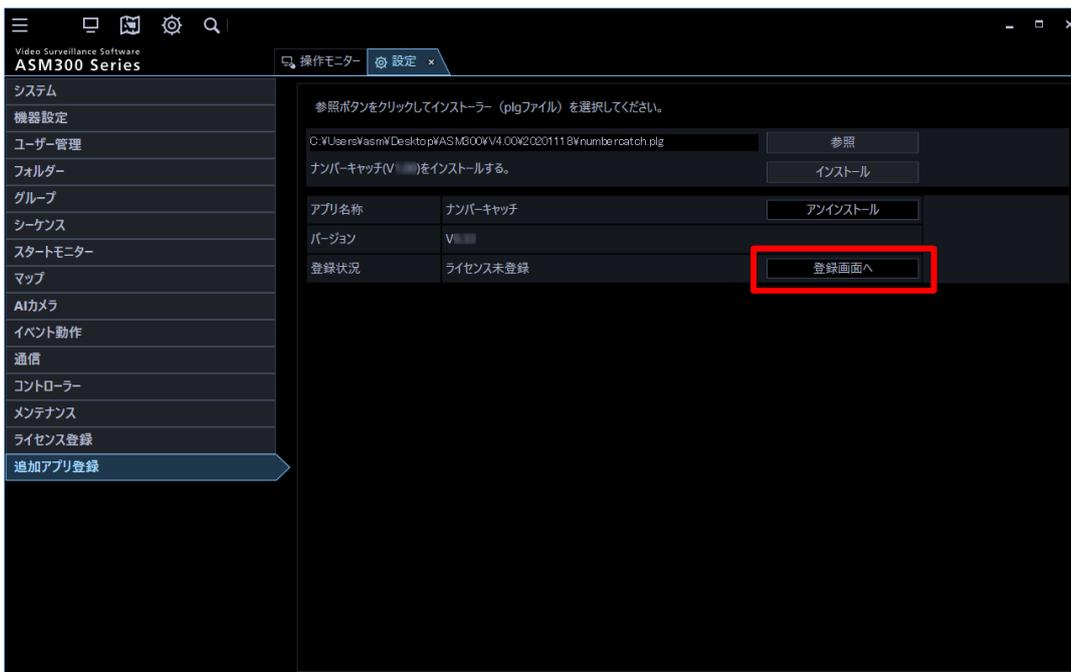 Video Surveillance Software
ASM300 Series
操作モニター
設定
システム
機器設定
ユーザー管理
フォルダー
グループ
シーケンス
スタートモニター
マップ
AIカメラ
イベント動作
通信
コントローラー
メンテナンス
ライセンス登録
追加アプリ登録
参照ボタンをクリックしてインストーラー（plgファイル）を選択してください。
C:¥Users¥asm¥Desktop¥ASM300¥V4.00¥20201118¥numbercatch.plg 参照
ナンバーキャッチ(V )をインストールする。 インストール
アプリ名称 ナンバーキャッチ アンインストール
バージョン V
登録状況 ライセンス未登録 登録画面へ